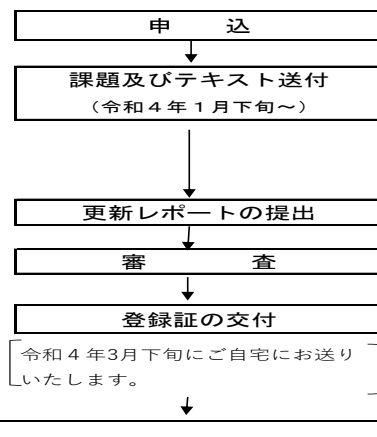 申　　込
課題及びテキスト送付
（令和４年１月下旬～）
更新レポートの提出
審　　　　査
登録証の交付
令和４年3月下旬にご自宅にお送り
いたします。